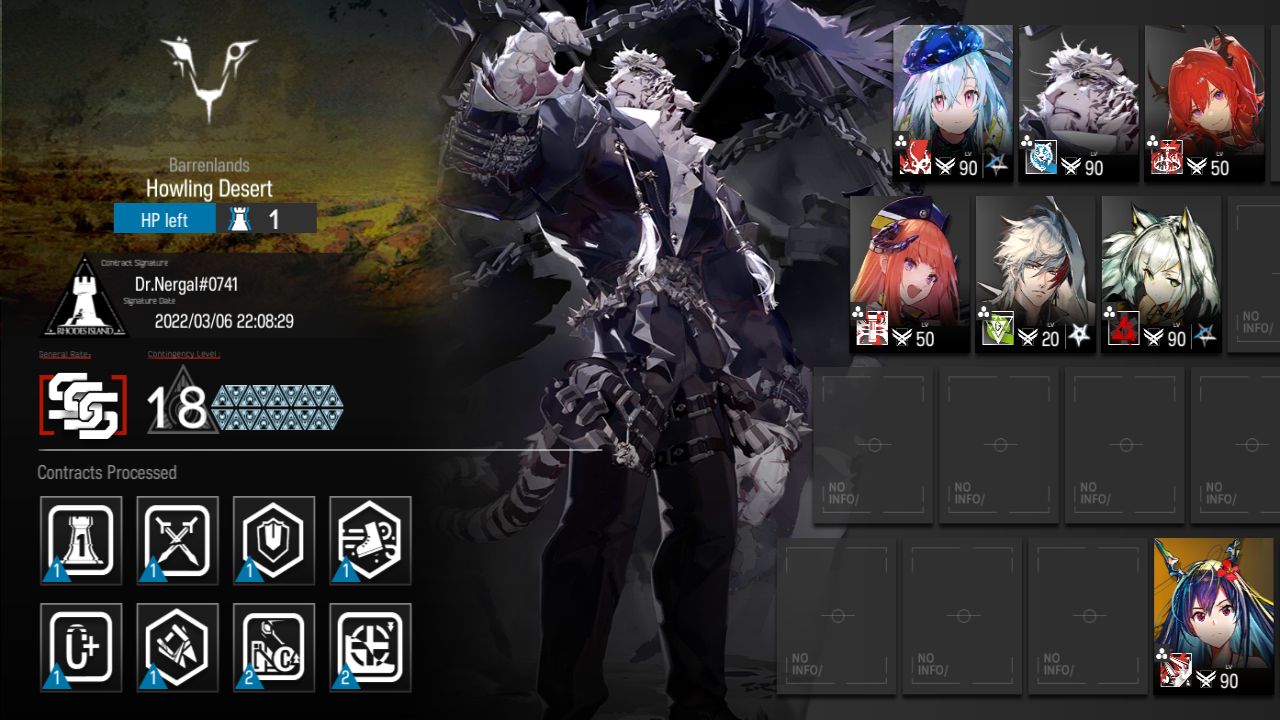 Barrenlands
Howling Desert
HP left 1
Contract Signature
Dr.Nergal#0741
Signature Date
2022/03/06 22:08:29
RHODES ISLAND
General Rate:
Contingency Level :
18
Contracts Processed
1
1
1
1
1
1
1
2
2
LV
90
LV
90
LV
50
LV
50
LV
20
LV
90
NO
INFO/
NO
INFO/
NO
INFO/
NO
INFO/
NO
INFO/
NO
INFO/
NO
INFO/
NO
INFO/
LV
90